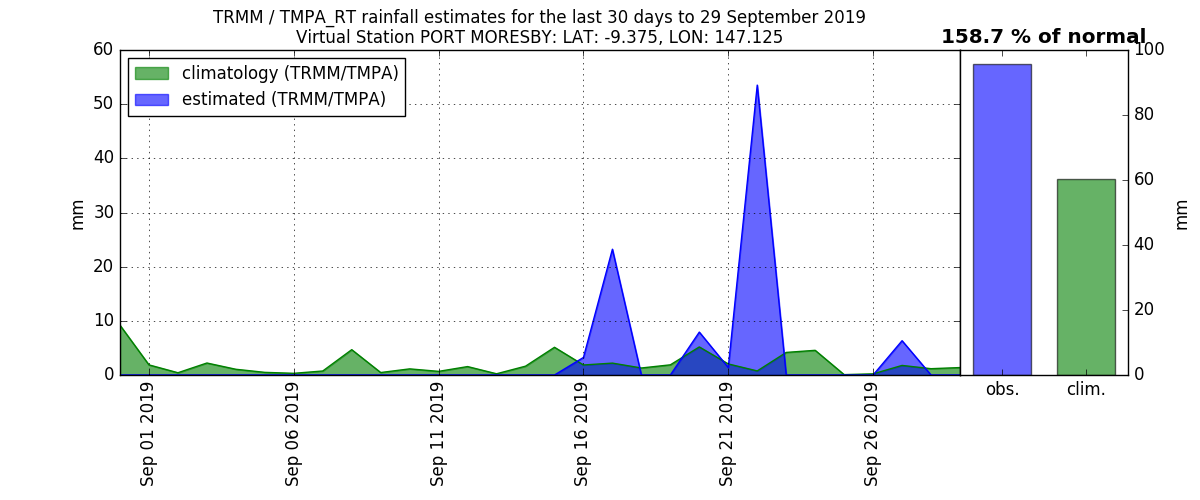 TRMM / TMPA_RT rainfall estimates for the last 30 days to 29 September 2019
Virtual Station PORT MORESBY: LAT: -9.375, LON: 147.125
158.7 % of normal
climatology (TRMM/TMPA)
estimated (TRMM/TMPA)
mm
60
50
40
30
20
10
0
Sep 01 2019
Sep 06 2019
Sep 11 2019
Sep 16 2019
Sep 21 2019
Sep 26 2019
obs.
clim.
100
80
60
40
20
0
mm